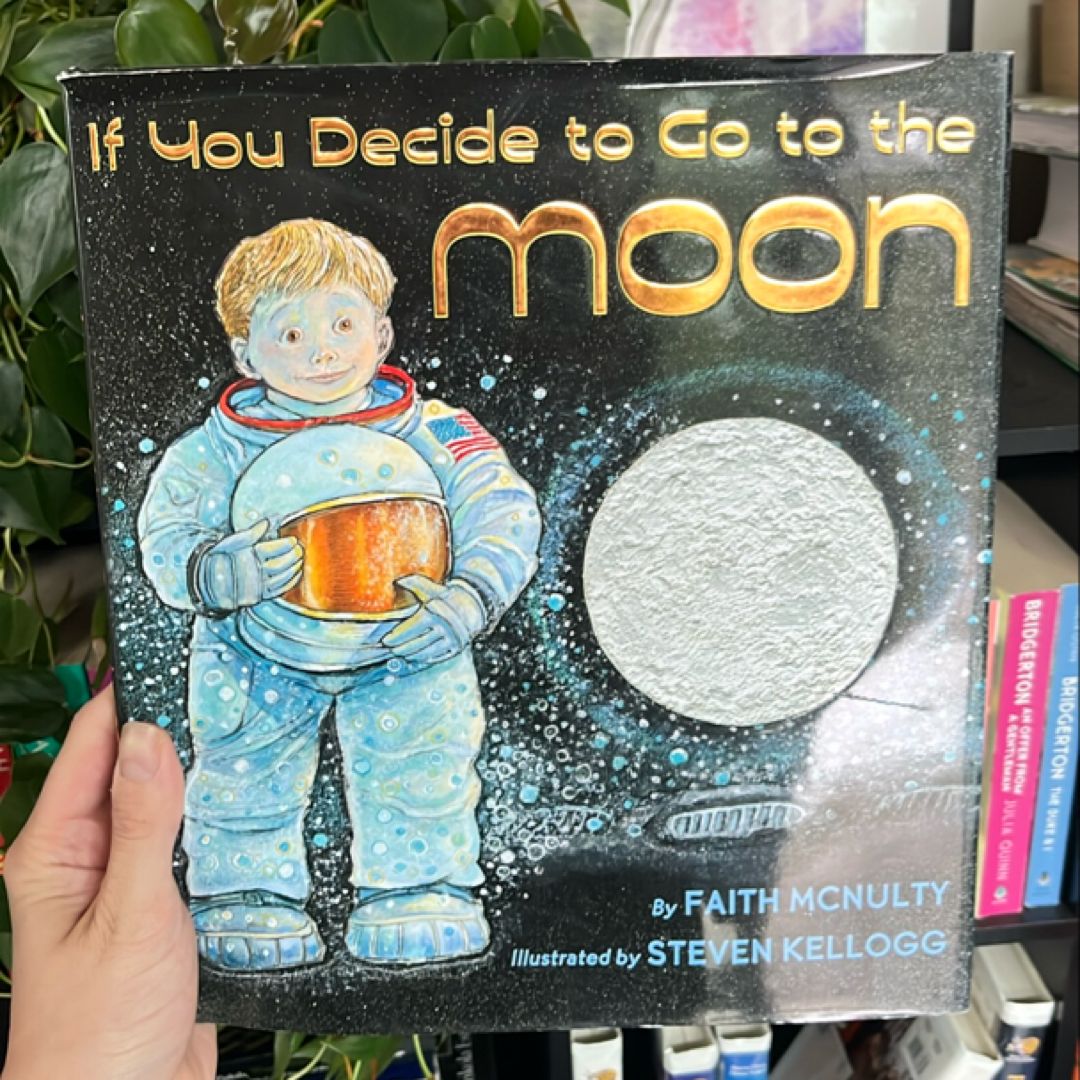 If You Decide to Go to the
moon
By FAITH MCNULTY
Illustrated by STEVEN KELLOGG
BRIDGERTON AN OFFER FROM
A GENTLEMAN JULIA QUINN
BRIDGERTON THE DUKE